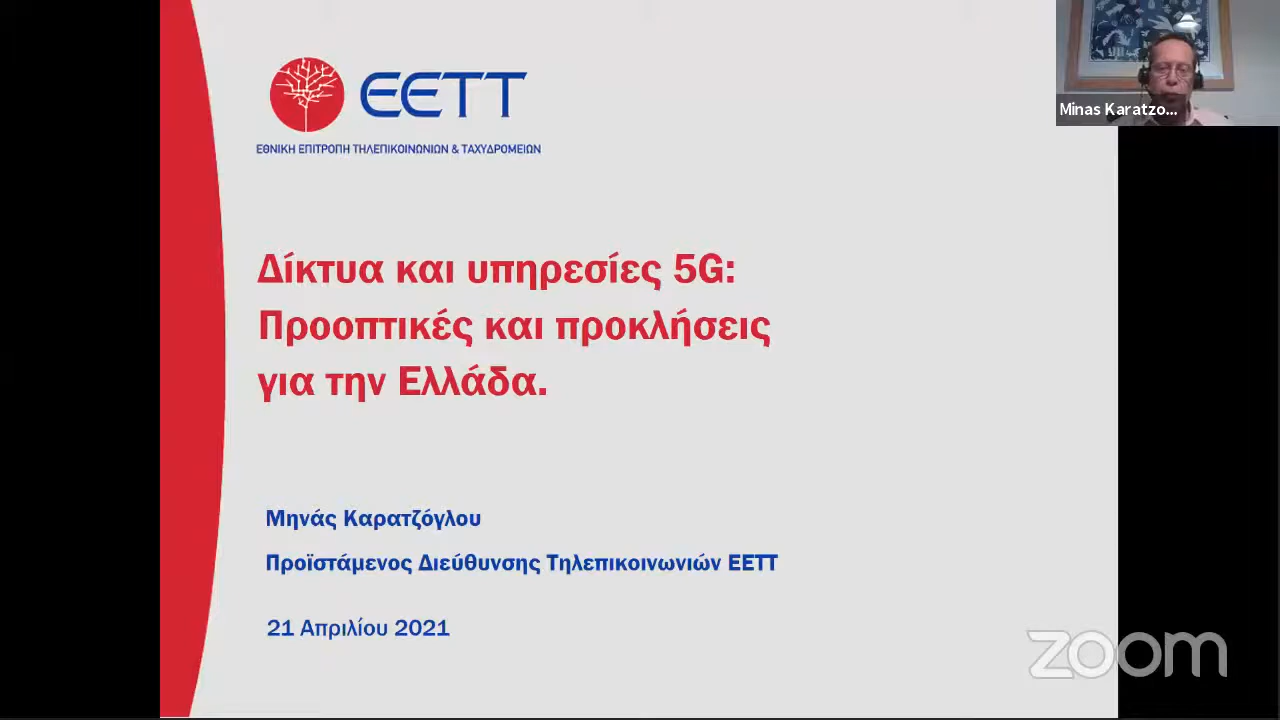 ΕΕΤΤ
ΕΘΝΙΚΗ ΕΠΙΤΡΟΠΗ ΤΗΛΕΠΙΚΟΙΝΩΝΙΩΝ & ΤΑΧΥΔΡΟΜΕΙΩΝ
Minas Karatzo...
Δίκτυα και υπηρεσίες 5G:
Προοπτικές και προκλήσεις
για την Ελλάδα.
Μηνάς Καρατζόγλου
Προϊστάμενος Διεύθυνσης Τηλεπικοινωνιών ΕΕΤΤ
21 Απριλίου 2021
zoom